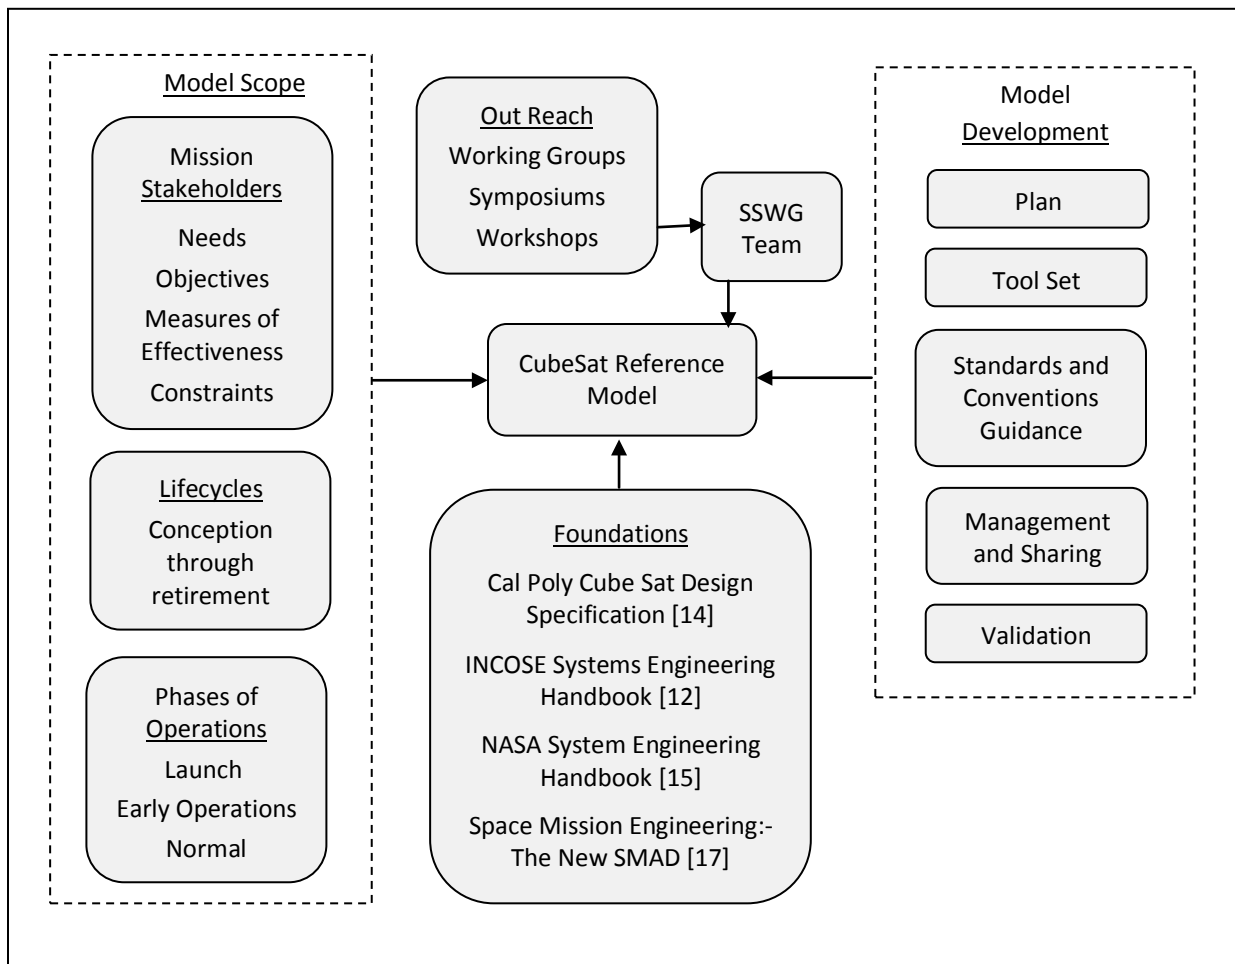 Model Scope
Mission
Stakeholders
Needs
Objectives
Measures of
Effectiveness
Constraints
Lifecycles
Conception
through
retirement
Phases of
Operations
Launch
Early Operations
Normal
Out Reach
Working Groups
Symposiums
Workshops
SSWG
Team
CubeSat Reference
Model
Foundations
Cal Poly Cube Sat Design
Specification [14]
INCOSE Systems Engineering
Handbook [12]
NASA System Engineering
Handbook [15]
Space Mission Engineering:-
The New SMAD [17]
Model
Development
Plan
Tool Set
Standards and
Conventions
Guidance
Management
and Sharing
Validation